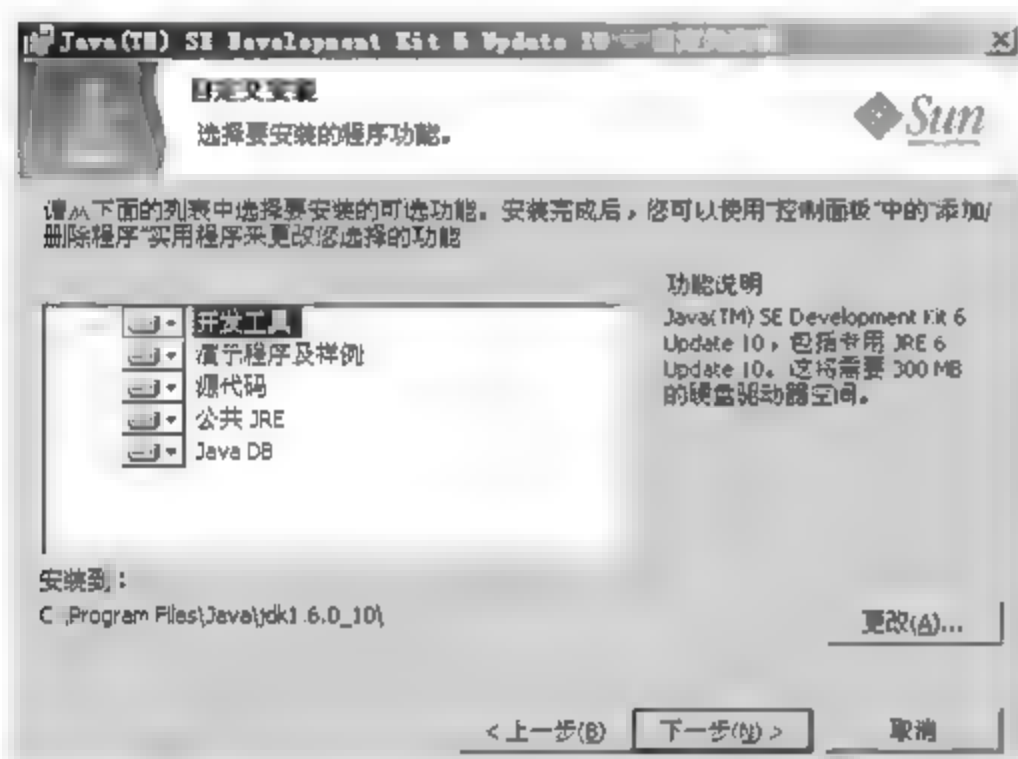 Java(TM) SE Development Kit 6 Update 10 -
自定义安装
选择要安装的程序功能。
Sun
请从下面的列表中选择要安装的可选功能。安装完成后，您可以使用"控制面板"中的"添加/
删除程序"实用程序来更改您选择的功能
功能说明
开发工具
演示程序及样例
源代码
公共 JRE
Java DB
Java(TM) SE Development Kit 6
Update 10，包括专用 JRE 6
Update 10。这将需要 300 MB
的硬盘驱动器空间。
安装到：
C:\Program Files\Java\jdk1.6.0_10\
更改(A)...
< 上一步(B)
下一步(N) >
取消